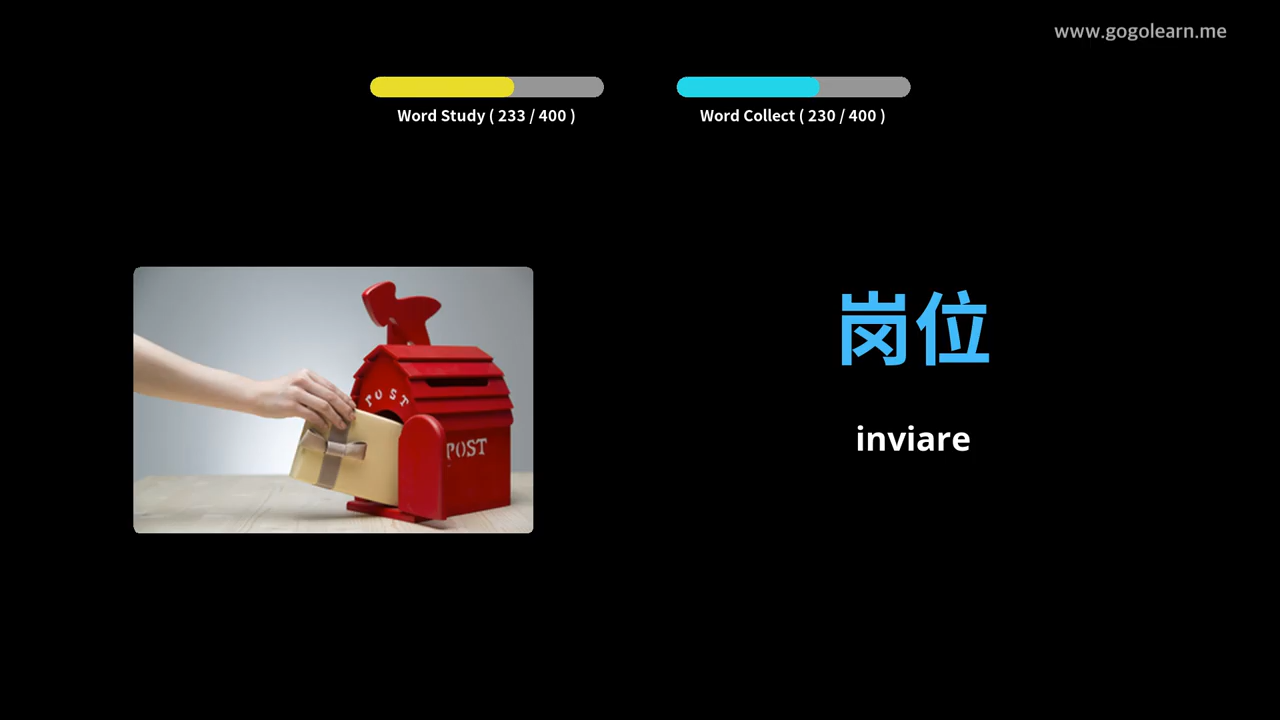 www.gogolearn.me
Word Study ( 233 / 400 )
Word Collect ( 230 / 400 )
岗位
inviare
POST
POST